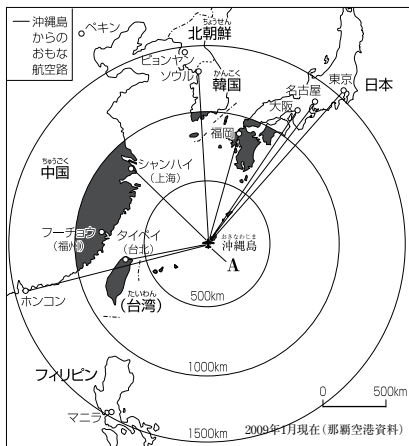 沖縄島
からの
おもな
航空路
ペキン
ちょうせん
北朝鮮
ピョンヤン
ソウル
かんこく
韓国
東京
名古屋
大阪
日本
福岡
ちゅうごく
中国
シャンハイ
(上海)
フーチョウ
(福州)
タイペイ
(台北)
おきなわじま
沖縄島
A
ホンコン
たいわん
(台湾)
500km
1000km
フィリピン
マニラ
0 500km
1500km
2009年1月現在(那覇空港資料)